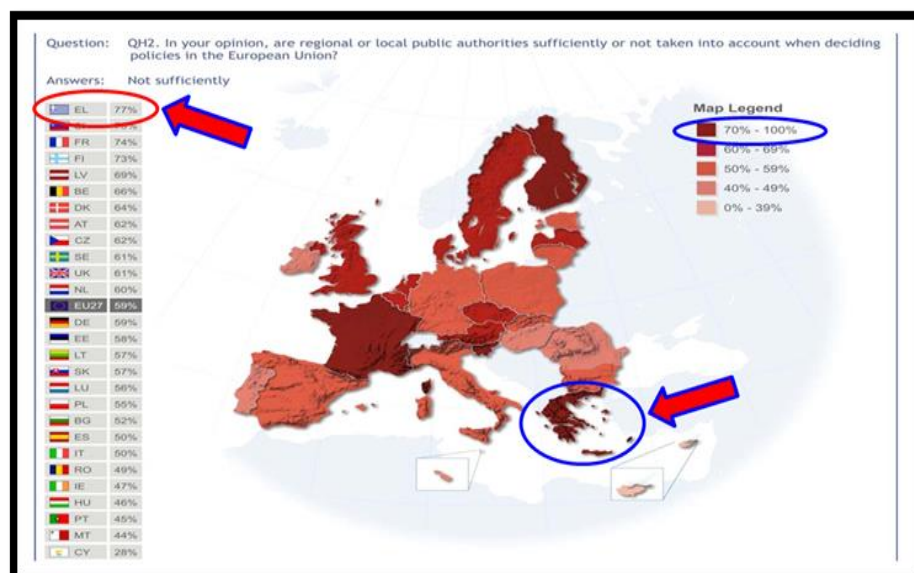 Question: QH2. In your opinion, are regional or local public authorities sufficiently or not taken into account when deciding
policies in the European Union?
Answers: Not sufficiently
EL 77%
FR 74%
FI 73%
LV 69%
BE 66%
DK 64%
AT 62%
CZ 62%
SE 61%
UK 61%
NL 60%
EU27 59%
DE 59%
EE 58%
LT 57%
SK 57%
LU 56%
PL 55%
BG 52%
ES 50%
IT 50%
RO 49%
IE 47%
HU 46%
PT 45%
MT 44%
CY 28%
Map Legend
70% - 100%
60% - 69%
50% - 59%
40% - 49%
0% - 39%